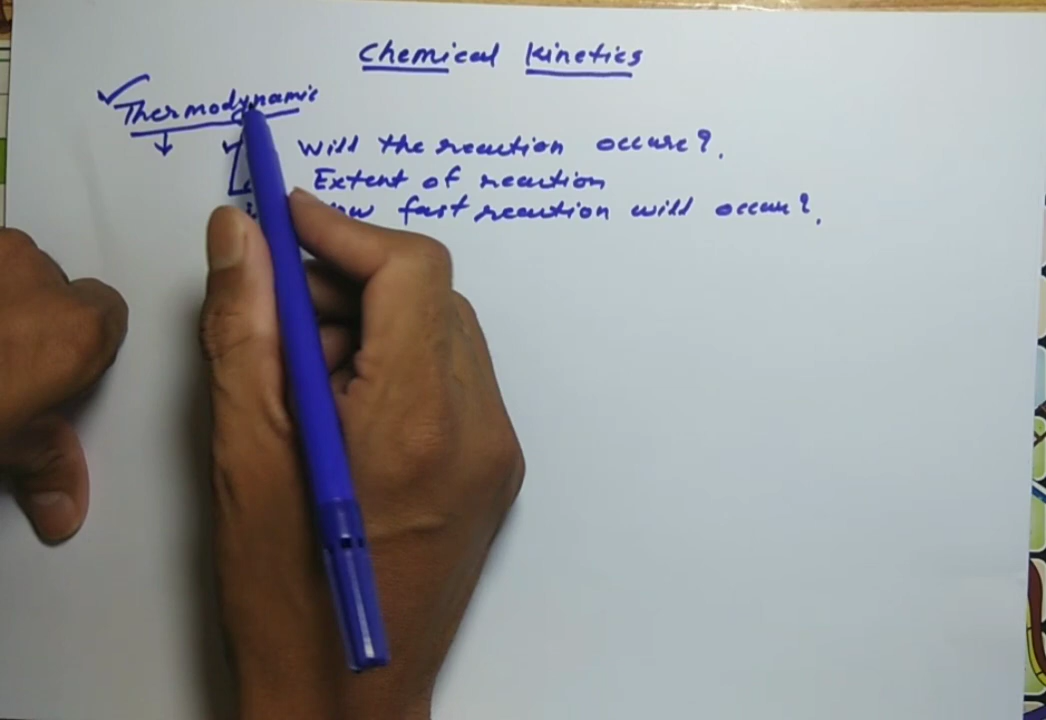 Chemical Kinetics
Thermodynamic
Will the reaction occure?.
Extent of reaction
fast reaction will occur?.